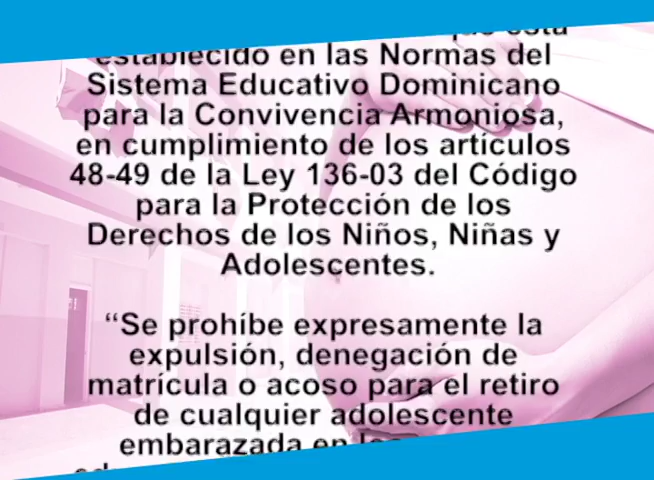 establecido en las Normas del
Sistema Educativo Dominicano
para la Convivencia Armoniosa,
en cumplimiento de los artículos
48-49 de la Ley 136-03 del Código
para la Protección de los
Derechos de los Niños, Niñas y
Adolescentes.
“Se prohíbe expresamente la
expulsión, denegación de
matrícula o acoso para el retiro
de cualquier adolescente
embarazada en